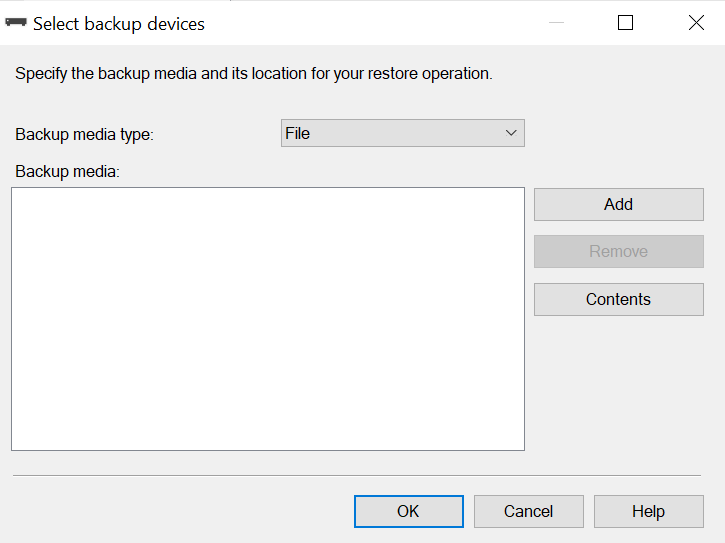 Select backup devices
Specify the backup media and its location for your restore operation.
Backup media type:
File
Backup media:
Add
Remove
Contents
OK
Cancel
Help